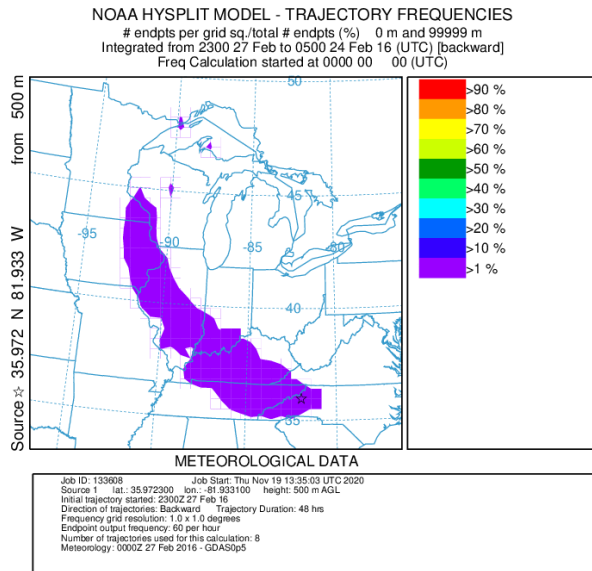 NOAA HYSPLIT MODEL - TRAJECTORY FREQUENCIES
# endpts per grid sq./total # endpts (%) 0 m and 99999 m
Integrated from 2300 27 Feb to 0500 24 Feb 16 (UTC) [backward]
Freq Calculation started at 0000 00 00 (UTC)
Source ☆ 35.972 N 81.933 W from 500 m
50
45
-95
-90
-85
-80
40
35
>90 %
>80 %
>70 %
>60 %
>50 %
>40 %
>30 %
>20 %
>10 %
>1 %
METEOROLOGICAL DATA
Job ID: 133608 Job Start: Thu Nov 19 13:35:03 UTC 2020
Source 1 lat.: 35.972300 lon.: -81.933100 height: 500 m AGL
Initial trajectory started: 2300Z 27 Feb 16
Direction of trajectories: Backward Trajectory Duration: 48 hrs
Frequency grid resolution: 1.0 x 1.0 degrees
Endpoint output frequency: 60 per hour
Number of trajectories used for this calculation: 8
Meteorology: 0000Z 27 Feb 2016 - GDAS0p5